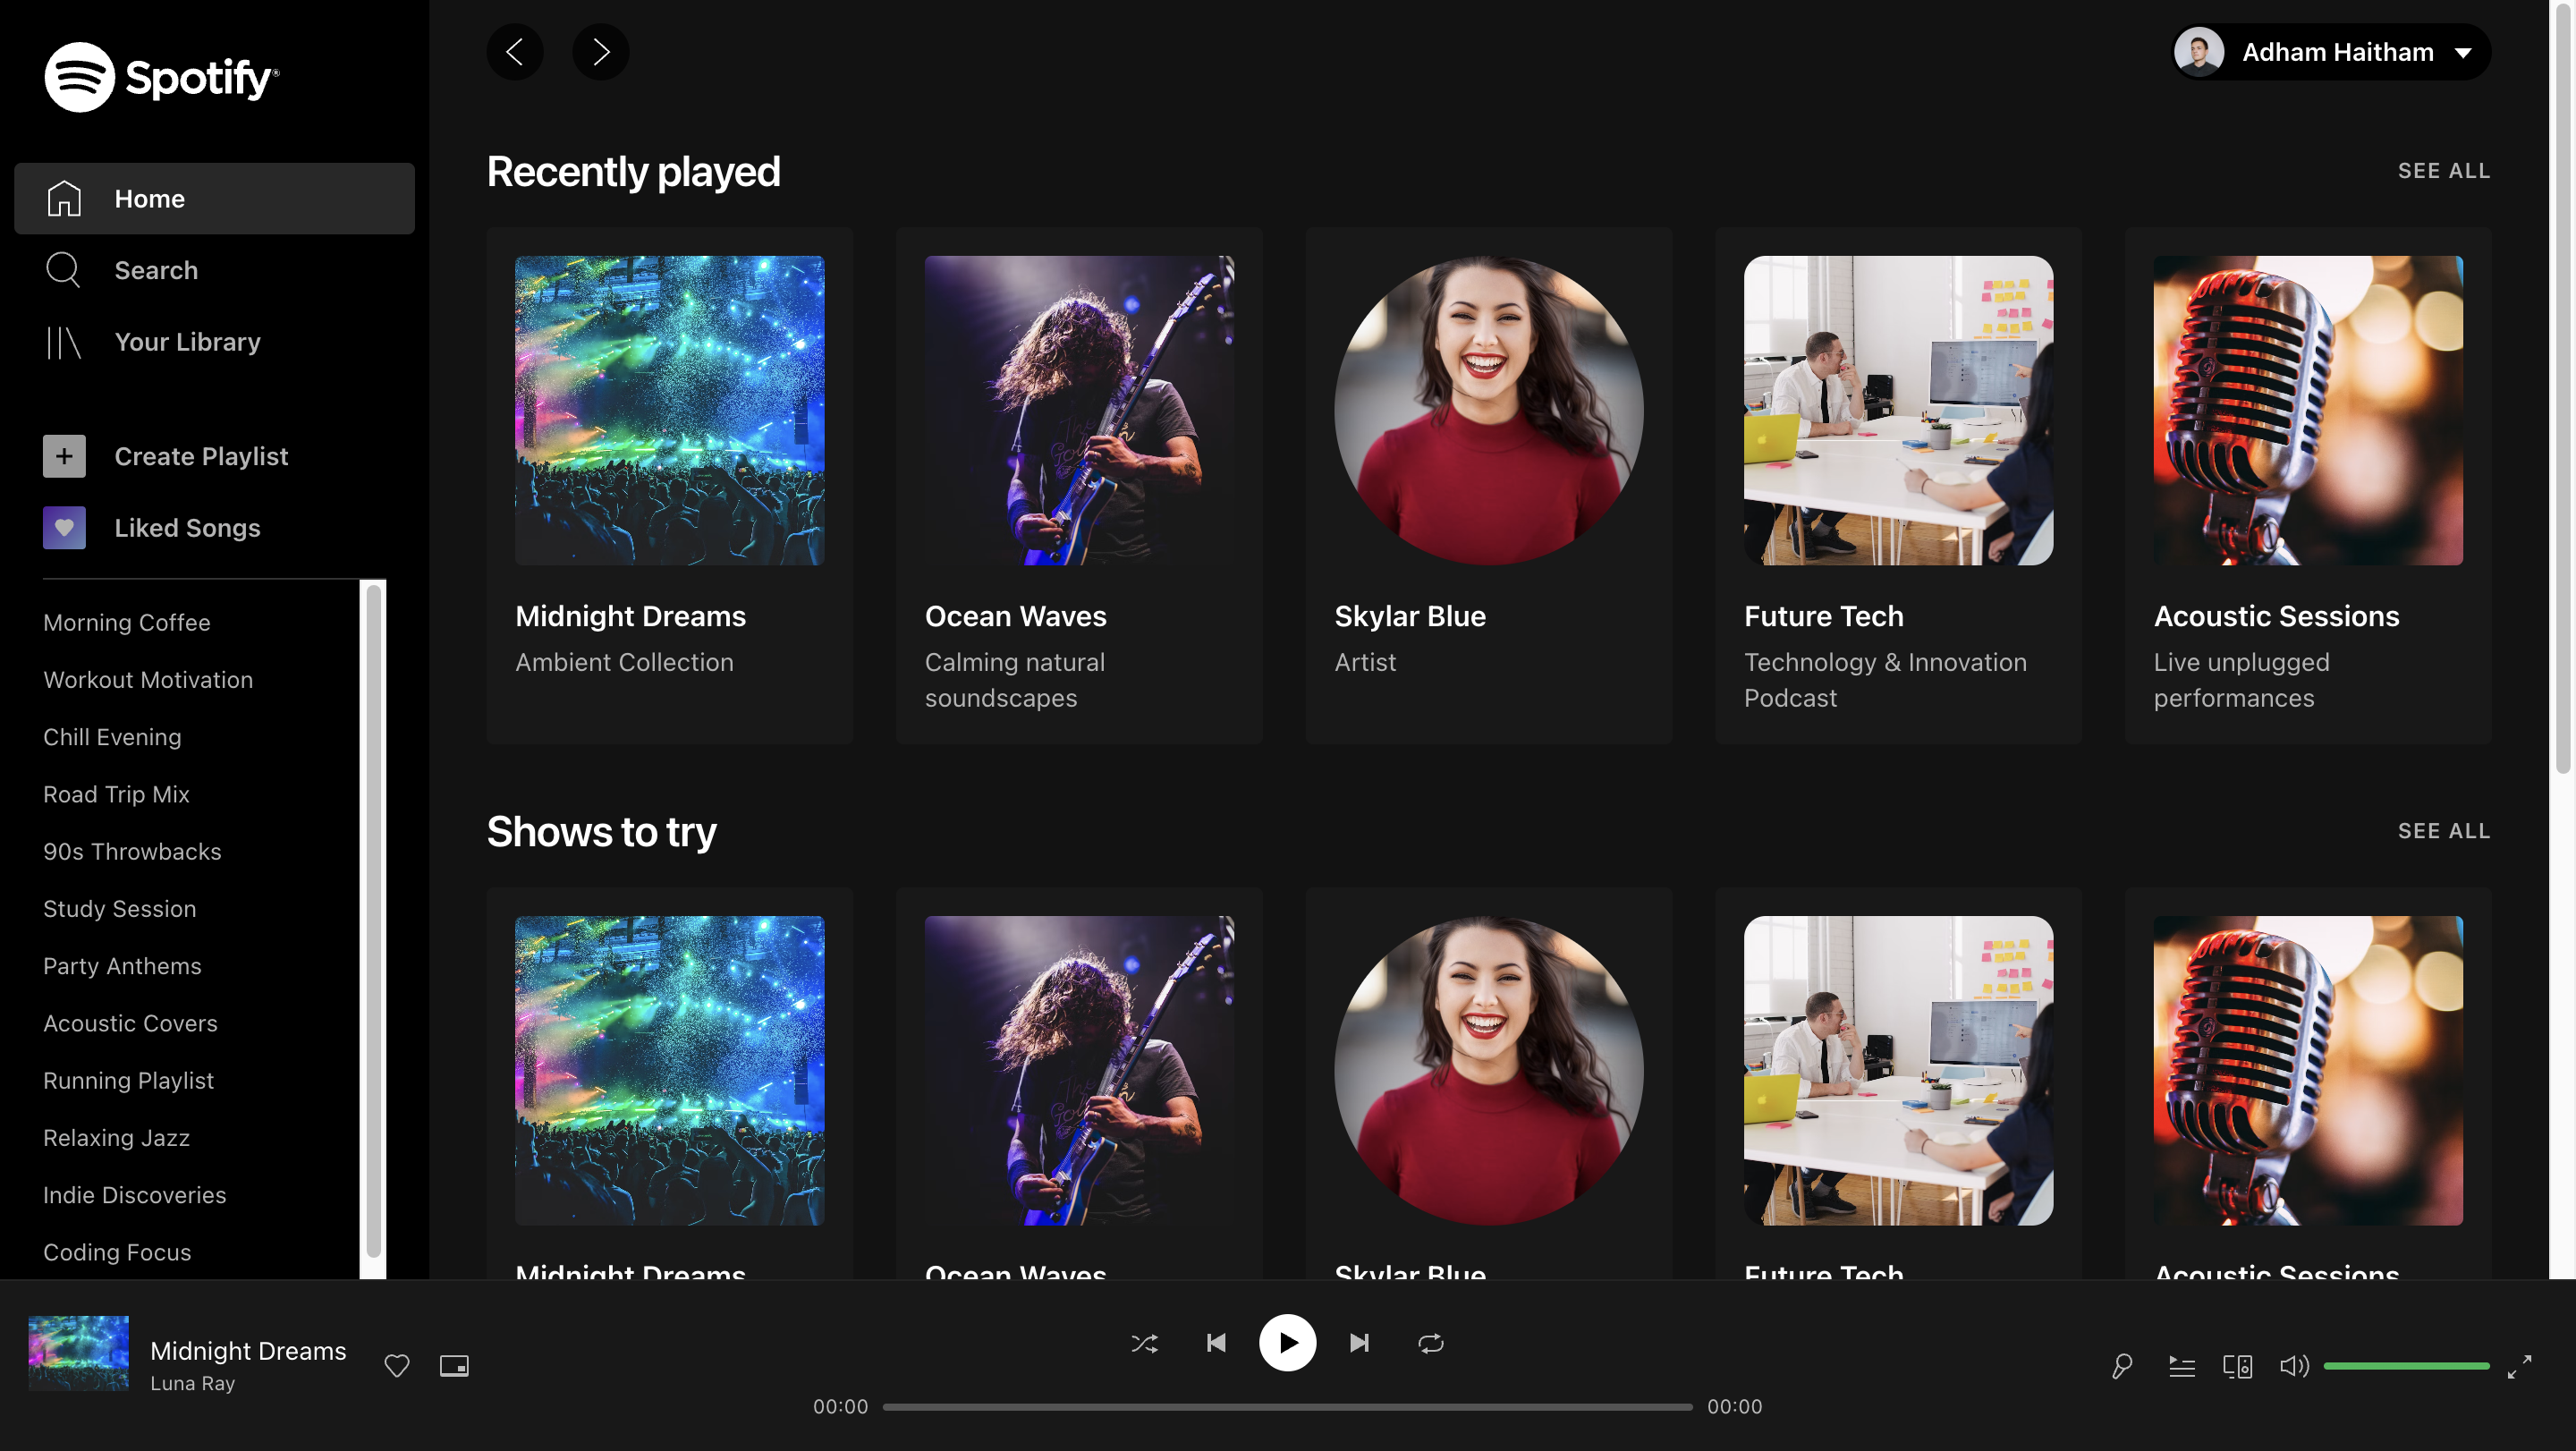 Spotify®
Home
Search
Your Library
Create Playlist
Liked Songs
Morning Coffee
Workout Motivation
Chill Evening
Road Trip Mix
90s Throwbacks
Study Session
Party Anthems
Acoustic Covers
Running Playlist
Relaxing Jazz
Indie Discoveries
Coding Focus
Adham Haitham
Recently played
SEE ALL
Midnight Dreams
Ambient Collection
Ocean Waves
Calming natural
soundscapes
Skylar Blue
Artist
Future Tech
Technology & Innovation
Podcast
Acoustic Sessions
Live unplugged
performances
Shows to try
SEE ALL
Midnight Dreams
Ocean Waves
Skylar Blue
Future Tech
Acoustic Sessions
Midnight Dreams
Luna Ray
00:00
00:00